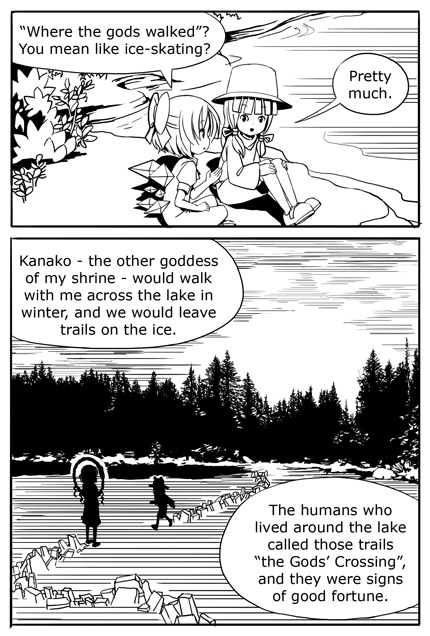 "Where the gods walked"?
You mean like ice-skating?
Pretty
much.
Kanako - the other goddess
of my shrine - would walk
with me across the lake in
winter, and we would leave
trails on the ice.
The humans who
lived around the lake
called those trails
"the Gods' Crossing",
and they were signs
of good fortune.